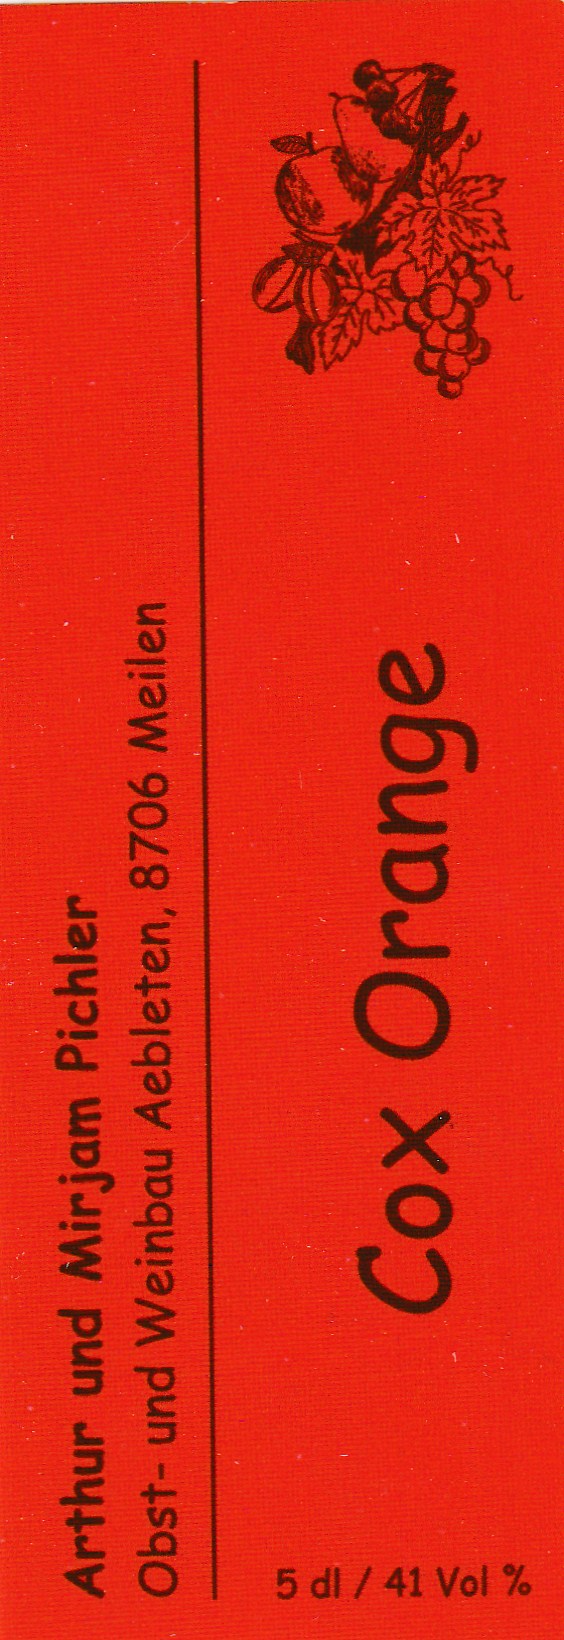 Arthur und Mirjam Pichler
Obst- und Weinbau Aebleten, 8706 Meilen
Cox Orange
5 dl / 41 Vol %